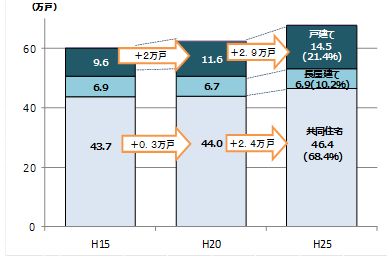 (万戸)
60
40
20
0
9.6
6.9
43.7
+2万戸
+0.3万戸
11.6
6.7
44.0
+2.9万戸
+2.4万戸
戸建て
14.5
(21.4%)
長屋建て
6.9(10.2%)
共同住宅
46.4
(68.4%)
H15
H20
H25